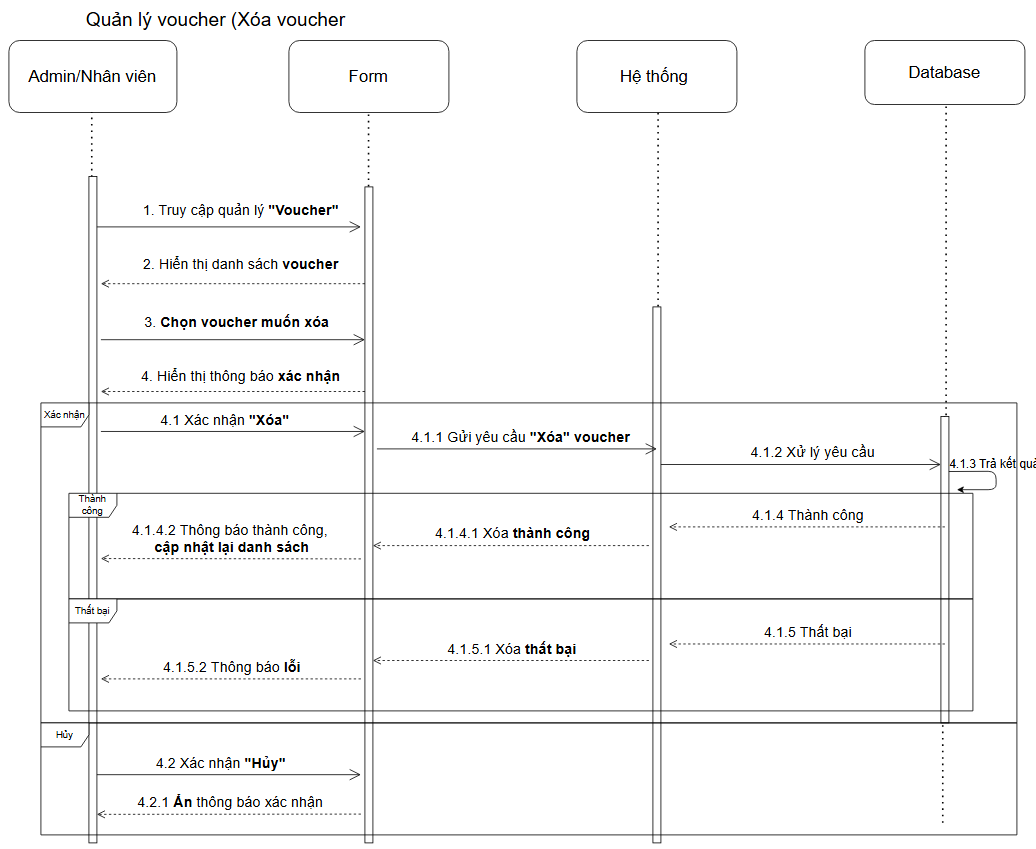 Quản lý voucher (Xóa voucher
Admin/Nhân viên
Form
Hệ thống
Database
1. Truy cập quản lý "Voucher"
2. Hiển thị danh sách voucher
3. Chọn voucher muốn xóa
4. Hiển thị thông báo xác nhận
Xác nhận
4.1 Xác nhận "Xóa"
4.1.1 Gửi yêu cầu "Xóa" voucher
4.1.2 Xử lý yêu cầu
4.1.3 Trả kết quả
Thành
công
4.1.4 Thành công
4.1.4.1 Xóa thành công
4.1.4.2 Thông báo thành công,
cập nhật lại danh sách
Thất bại
4.1.5 Thất bại
4.1.5.1 Xóa thất bại
4.1.5.2 Thông báo lỗi
Hủy
4.2 Xác nhận "Hủy"
4.2.1 Ẩn thông báo xác nhận